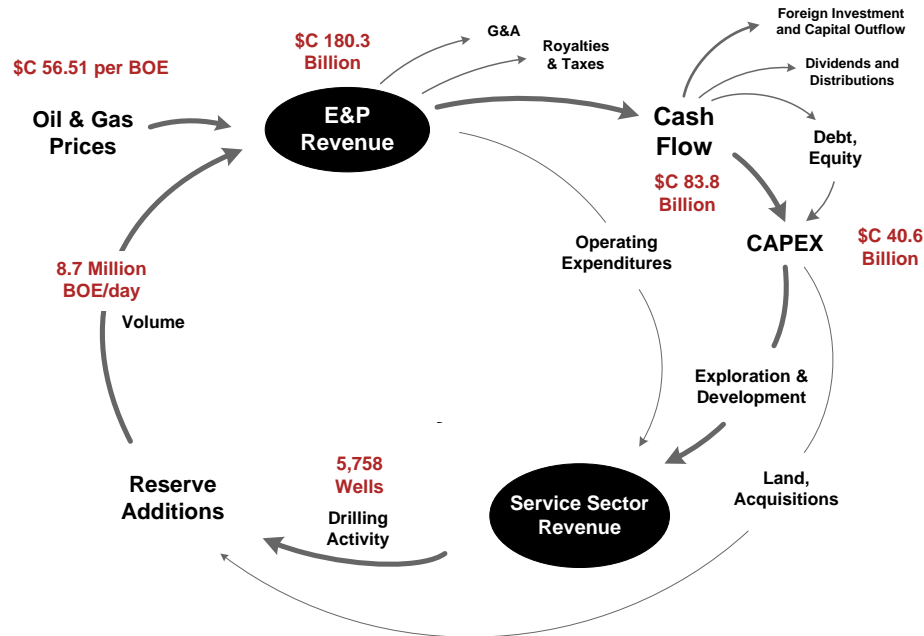 Foreign Investment
and Capital Outflow
G&A
$C 180.3
Billion
Royalties
& Taxes
$C 56.51 per BOE
Dividends and
Distributions
Oil & Gas
Prices
E&P
Revenue
Cash
Flow
Debt,
Equity
$C 83.8
Billion
CAPEX
$C 40.6
Billion
Operating
Expenditures
8.7 Million
BOE/day
Volume
Exploration &
Development
5,758
Wells
Reserve
Additions
Drilling
Activity
Service Sector
Revenue
Land,
Acquisitions